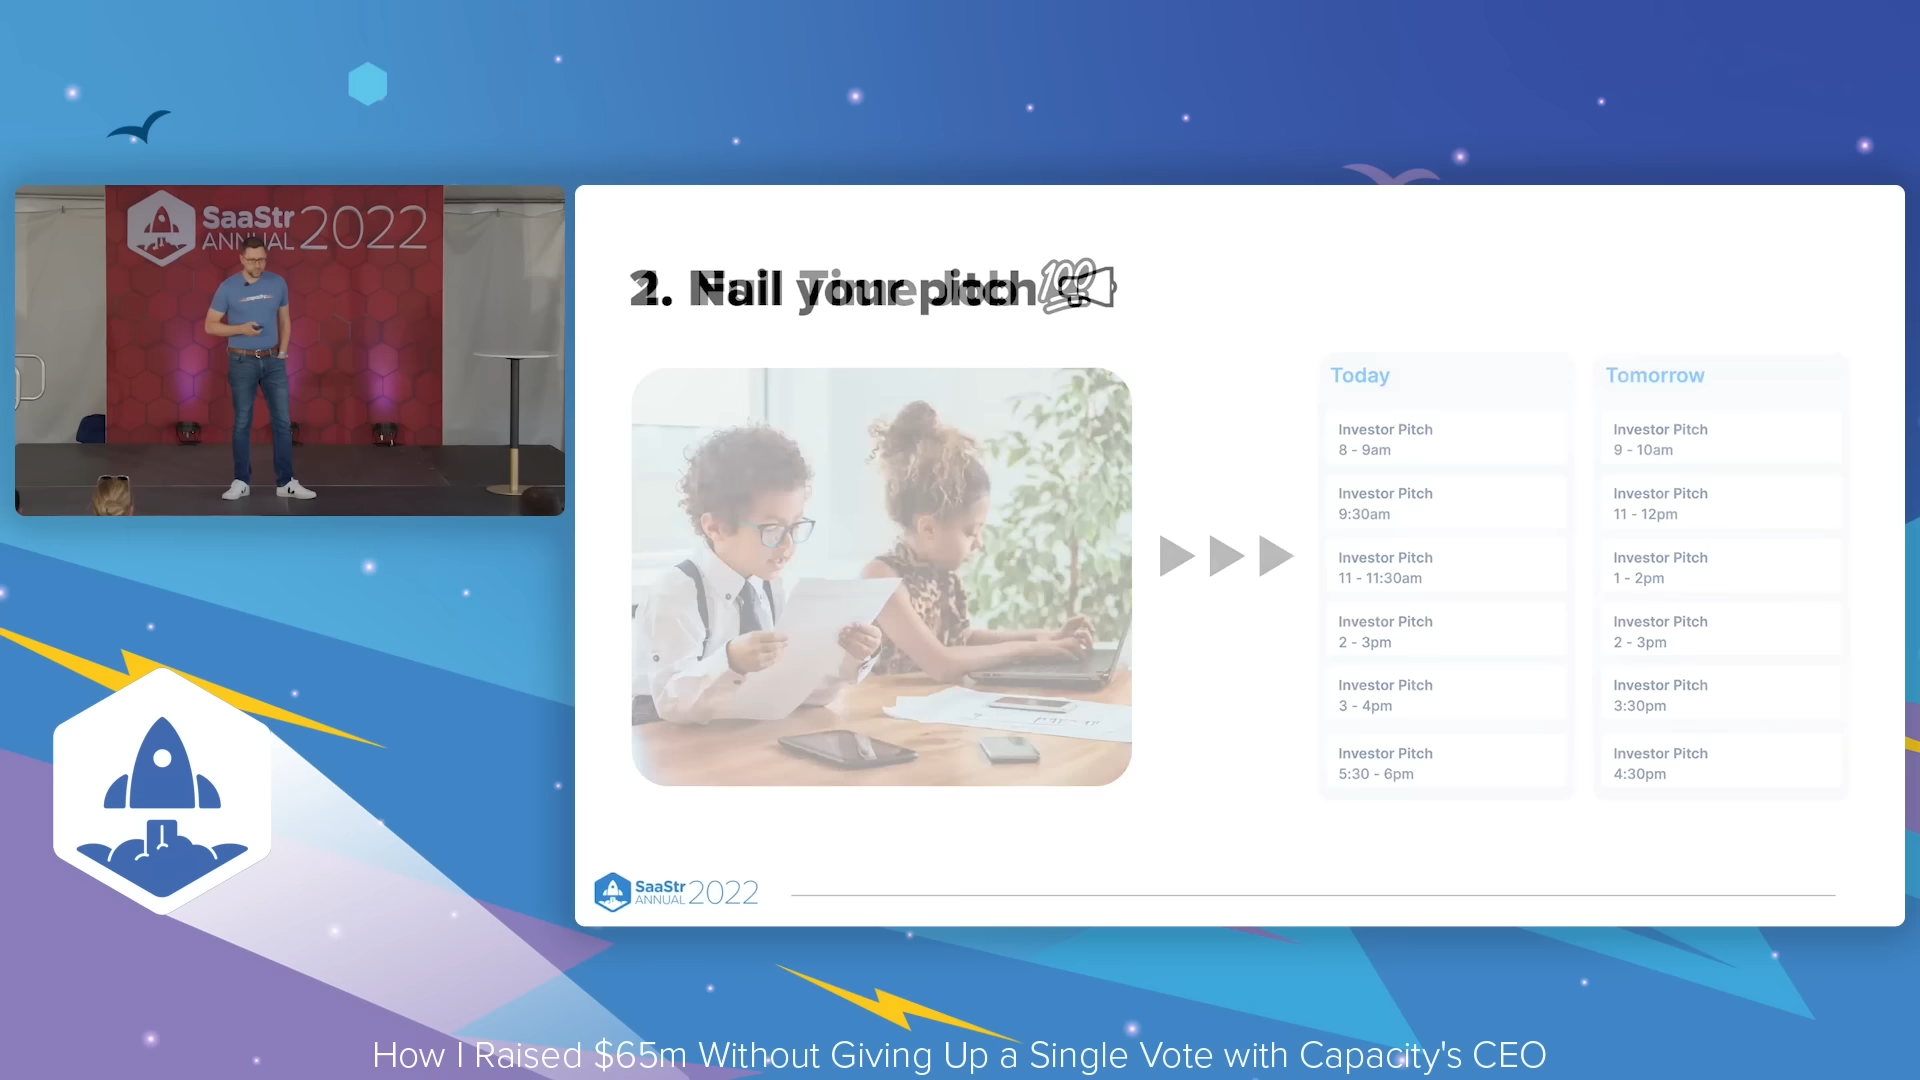 SaaStr
ANNUAL 2022
2. Nail your pitch
Today
Investor Pitch
8 - 9am
Investor Pitch
9:30am
Investor Pitch
11 - 11:30am
Investor Pitch
2 - 3pm
Investor Pitch
3 - 4pm
Investor Pitch
5:30 - 6pm
Tomorrow
Investor Pitch
9 - 10am
Investor Pitch
11 - 12pm
Investor Pitch
1 - 2pm
Investor Pitch
2 - 3pm
Investor Pitch
3:30pm
Investor Pitch
4:30pm
SaaStr
ANNUAL 2022
How I Raised $65m Without Giving Up a Single Vote with Capacity's CEO